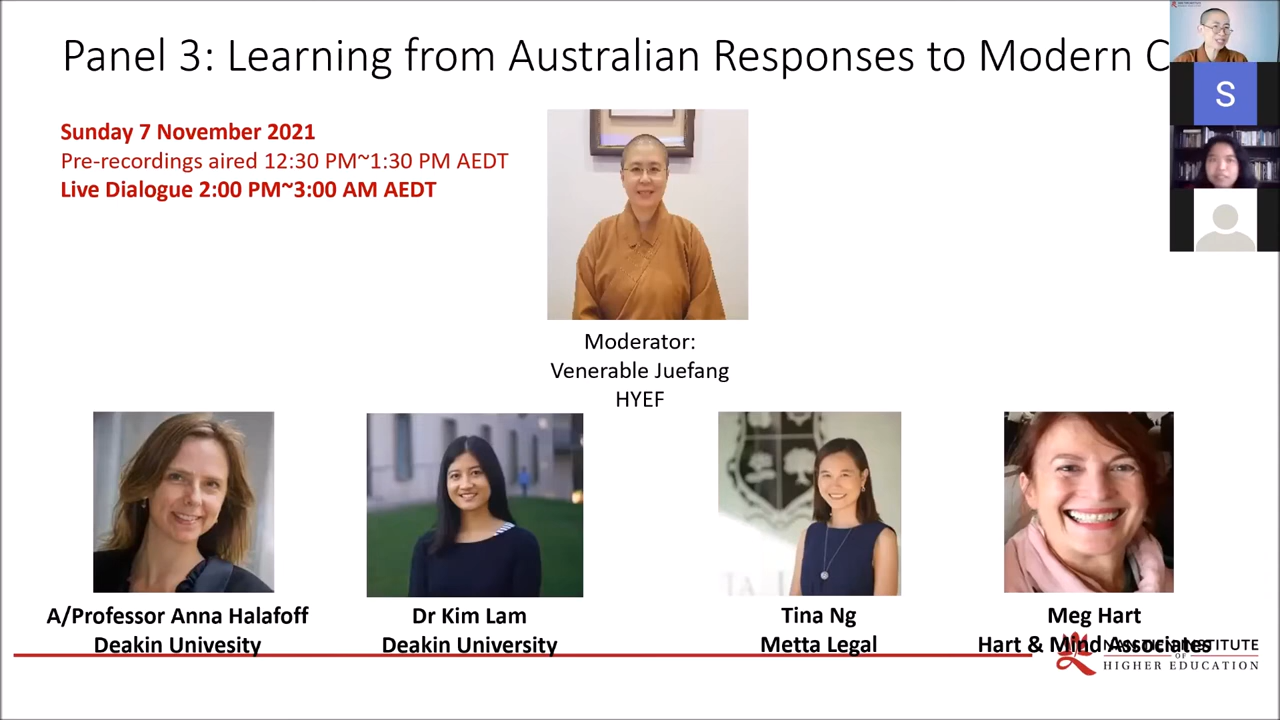 Panel 3: Learning from Australian Responses to Modern C
Sunday 7 November 2021
Pre-recordings aired 12:30 PM~1:30 PM AEDT
Live Dialogue 2:00 PM~3:00 AM AEDT
S
Moderator:
Venerable Juefang
HYEF
A/Professor Anna Halafoff
Deakin Univesity
Dr Kim Lam
Deakin University
Tina Ng
Metta Legal
Meg Hart
Hart & Mind Associates
NAN TIEN INSTITUTE
OF
HIGHER EDUCATION